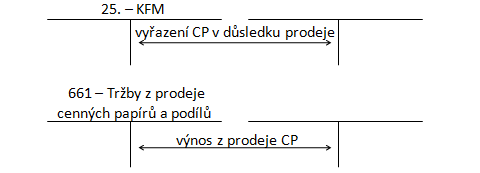 25. – KFM
vyřazení CP v důsledku prodeje
661 – Tržby z prodeje
cenných papírů a podílů
výnos z prodeje CP